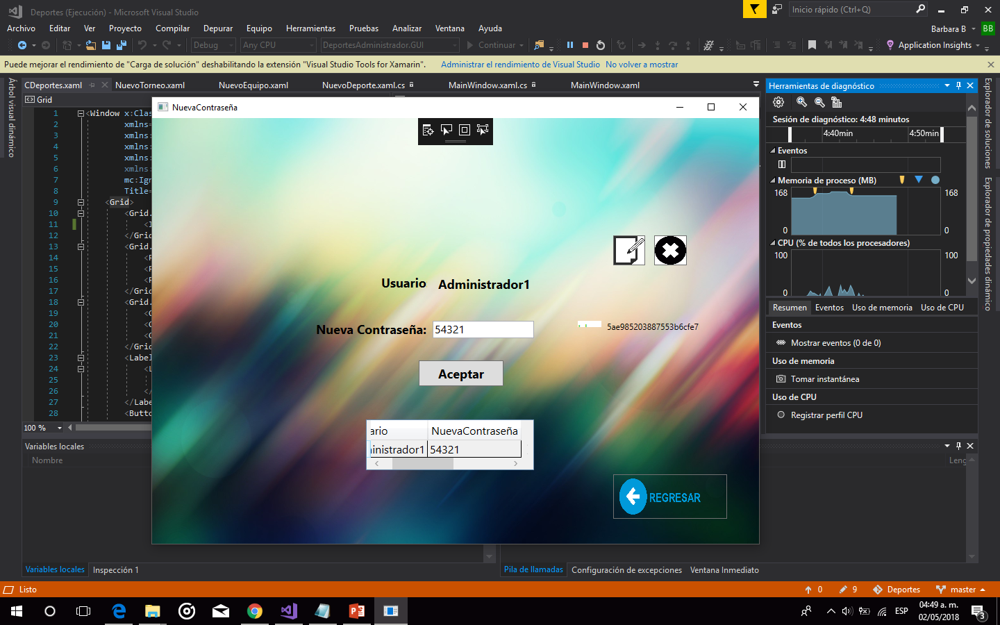 Deportes (Ejecución) - Microsoft Visual Studio
Inicio rápido (Ctrl+Q)
Archivo Editar Ver Proyecto Compilar Depurar Equipo Herramientas Pruebas Analizar Ventana Ayuda
Barbara B BB
Debug Any CPU DeportesAdministrador.GUI Continuar Application Insights
Puede mejorar el rendimiento de "Carga de solución" deshabilitando la extensión "Visual Studio Tools for Xamarin". Administrar el rendimiento de Visual Studio No volver a mostrar
Árbol visual dinámico
CDeportes.xaml NuevoTorneo.xaml NuevoEquipo.xaml NuevoDeporte.xaml.cs MainWindow.xaml.cs MainWindow.xaml
Grid
1 <Window x:Clas
2 xmlns=
3 xmlns:
4 xmlns:
5 xmlns:
6 xmlns:
7 mc:Ign
8 Title=
9 <Grid>
10 <Grid.
11 <I
12 </Grid
13 <Grid.
14
15
16
17 </Grid
18 <Grid.
19
20
21
22 </Grid
23 <Label
24 <L
25
26 </
27 </Labe
28 <Butto
100 %
NuevaContraseña
Usuario Administrador1
Nueva Contraseña: 54321
5ae985203887553b6cfe7
Aceptar
ario NuevaContraseña
inistrador1 54321
REGRESAR
Herramientas de diagnóstico
Sesión de diagnóstico: 4:48 minutos
4:40min 4:50min
Eventos
Memoria de proceso (MB)
168 168
0 0
CPU (% de todos los procesadores)
100 100
0 0
Resumen Eventos Uso de memoria Uso de CPU
Eventos
Mostrar eventos (0 de 0)
Uso de memoria
Tomar instantánea
Uso de CPU
Registrar perfil CPU
Explorador de soluciones
Explorador de propiedades dinámico
Variables locales
Nombre
Leng
Variables locales Inspección 1
Pila de llamadas Configuración de excepciones Ventana Inmediato
Listo
0 9 Deportes master
ESP
04:49 a. m.
02/05/2018
3